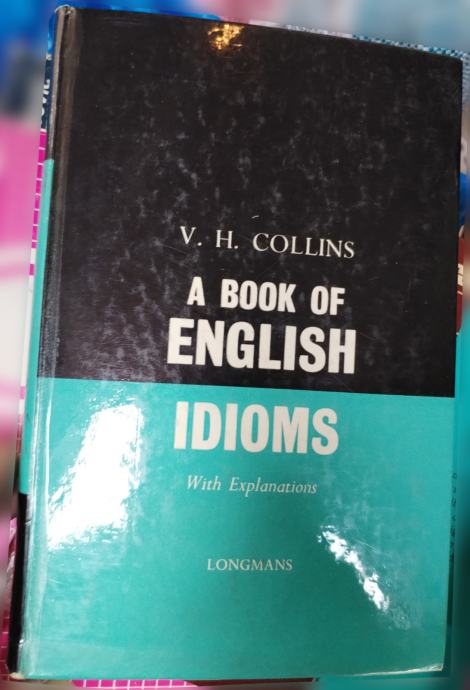 V. H. COLLINS
A BOOK OF
ENGLISH
IDIOMS
With Explanations
LONGMANS